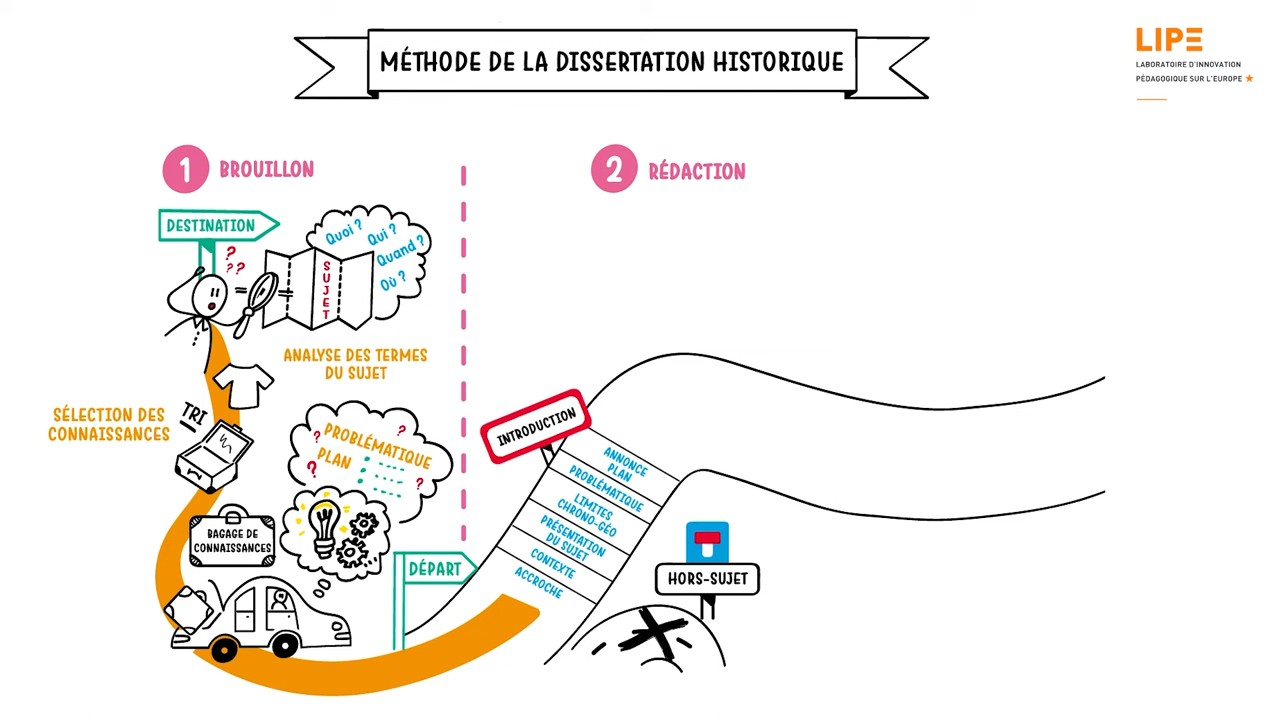 MÉTHODE DE LA DISSERTATION HISTORIQUE
LIPE
LABORATOIRE D'INNOVATION
PÉDAGOGIQUE SUR L'EUROPE
1 BROUILLON
DESTINATION
? ? ?
Quoi ?
Qui ?
Quand ?
Où ?
SUJET
ANALYSE DES TERMES
DU SUJET
SÉLECTION DES
CONNAISSANCES
TRI
? ?
PROBLÉMATIQUE
PLAN
? ?
BAGAGE DE
CONNAISSANCES
DÉPART
2 RÉDACTION
INTRODUCTION
ANNONCE
PLAN
PROBLÉMATIQUE
LIMITES
CHRONO-GÉO
PRÉSENTATION
DU SUJET
CONTEXTE
ACCROCHE
HORS-SUJET